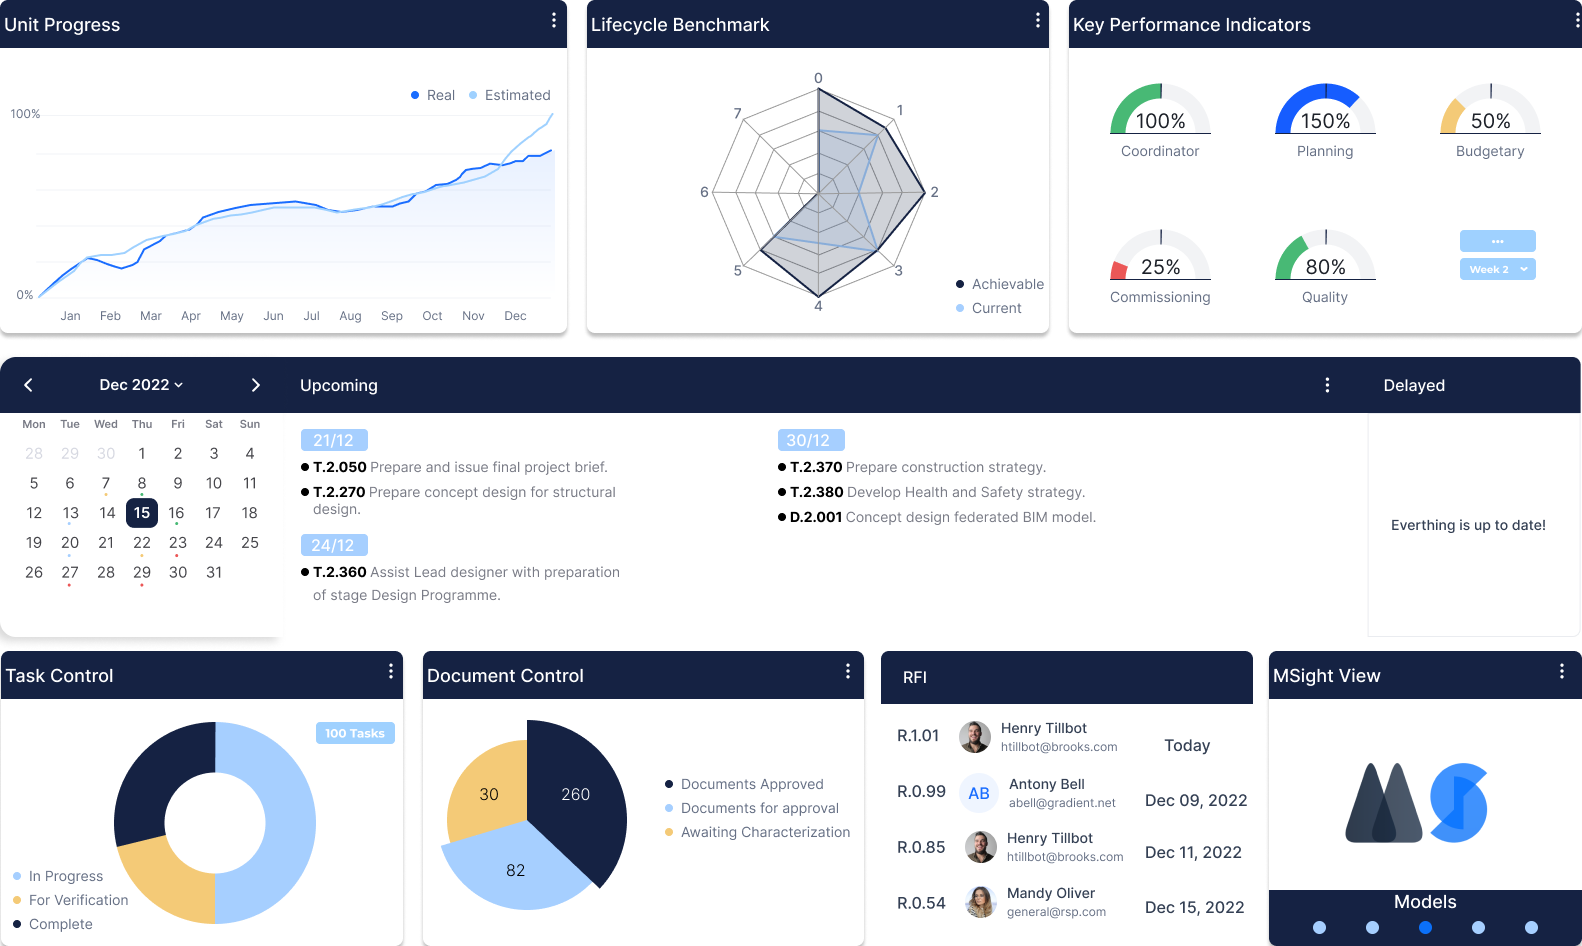 Unit Progress
Real
Estimated
100%
0%
Jan Feb Mar Apr May Jun Jul Aug Sep Oct Nov Dec
Lifecycle Benchmark
0
1
2
3
4
5
6
7
Achievable
Current
Key Performance Indicators
100%
Coordinator
150%
Planning
50%
Budgetary
25%
Commissioning
80%
Quality
Week 2
Dec 2022
Mon Tue Wed Thu Fri Sat Sun
28 29 30 1 2 3 4
5 6 7 8 9 10 11
12 13 14 15 16 17 18
19 20 21 22 23 24 25
26 27 28 29 30 31
Upcoming
21/12
T.2.050 Prepare and issue final project brief.
T.2.270 Prepare concept design for structural
design.
24/12
T.2.360 Assist Lead designer with preparation
of stage Design Programme.
30/12
T.2.370 Prepare construction strategy.
T.2.380 Develop Health and Safety strategy.
D.2.001 Concept design federated BIM model.
Delayed
Everthing is up to date!
Task Control
100 Tasks
In Progress
For Verification
Complete
Document Control
30
260
82
Documents Approved
Documents for approval
Awaiting Characterization
RFI
R.1.01
Henry Tillbot
htillbot@brooks.com
Today
R.0.99
AB
Antony Bell
abell@gradient.net
Dec 09, 2022
R.0.85
Henry Tillbot
htillbot@brooks.com
Dec 11, 2022
R.0.54
Mandy Oliver
general@rsp.com
Dec 15, 2022
MSight View
Models